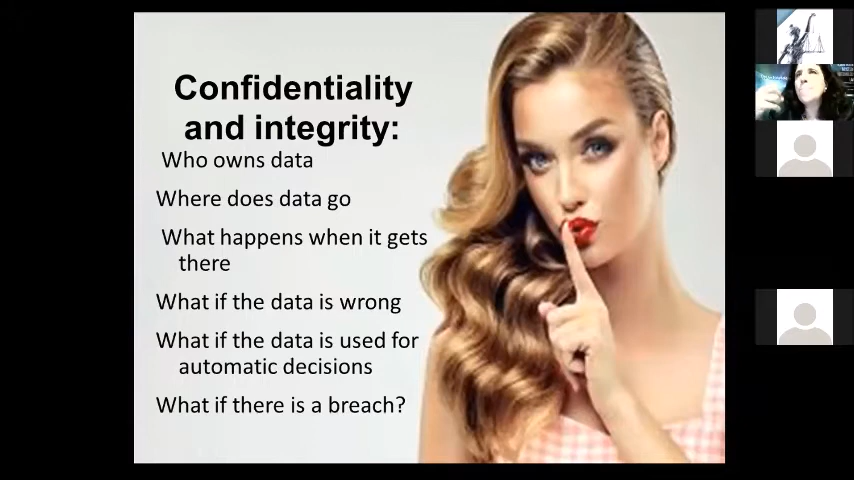 Confidentiality
and integrity:
Who owns data
Where does data go
What happens when it gets
there
What if the data is wrong
What if the data is used for
automatic decisions
What if there is a breach?